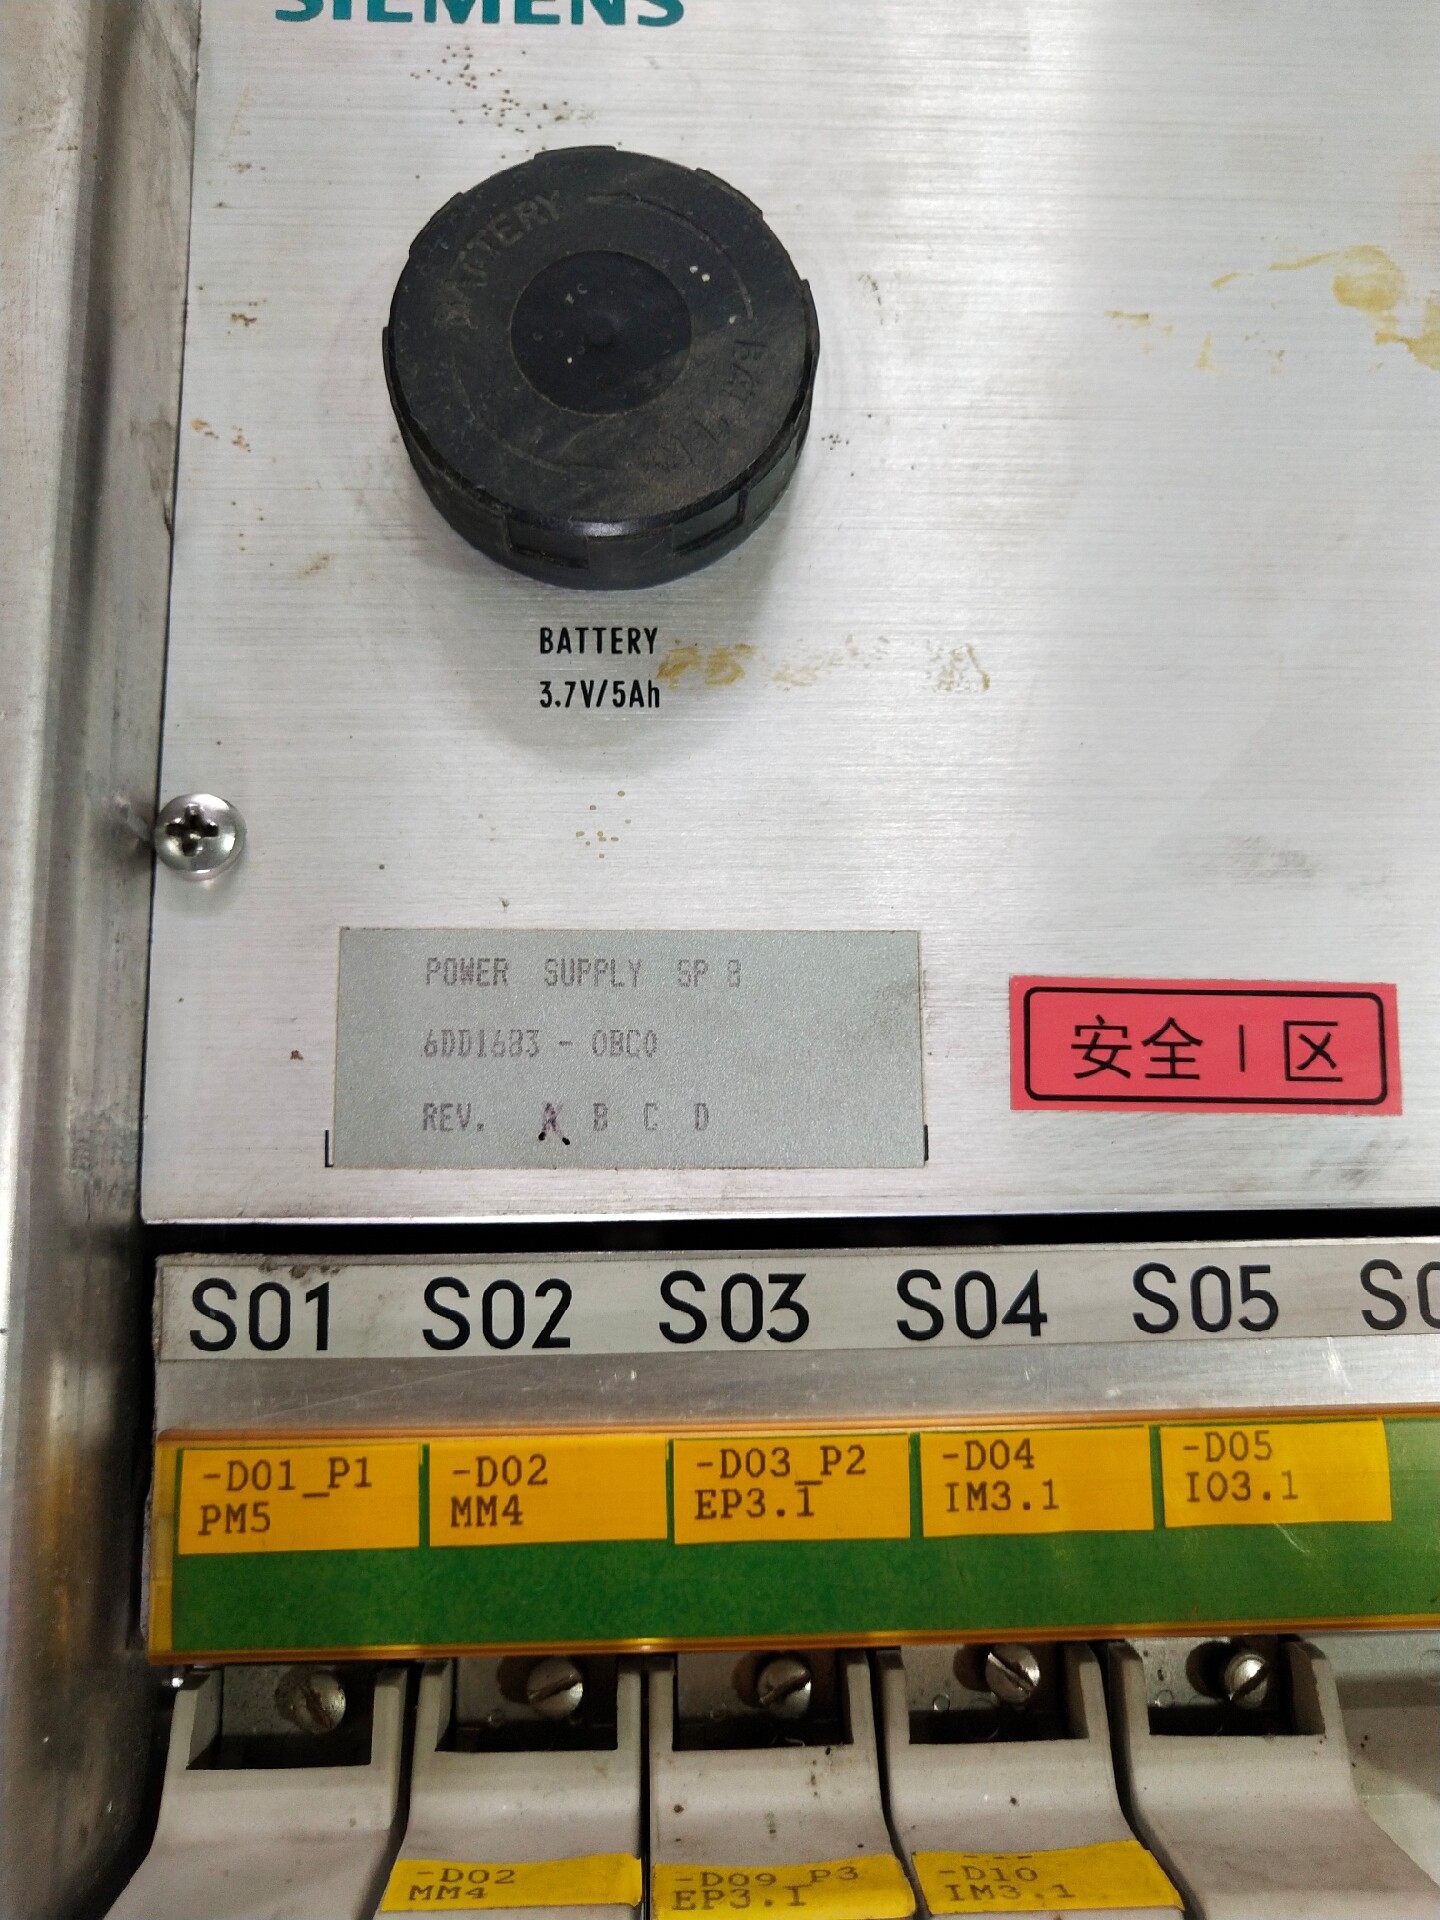 SIEMENS
BATTERY
BATTERY
BATTERY
3.7V/5Ah
POWER SUPPLY SP 8
6DD1683 - 0BC0
REV. A B C D
安全 I 区
S01 S02 S03 S04 S05
-D01_P1
PM5
-D02
MM4
-D03_P2
EP3.1
-D04
IM3.1
-D05
IO3.1
-D02
MM4
-D09_P3
EP3.1
-D10
IM3.1